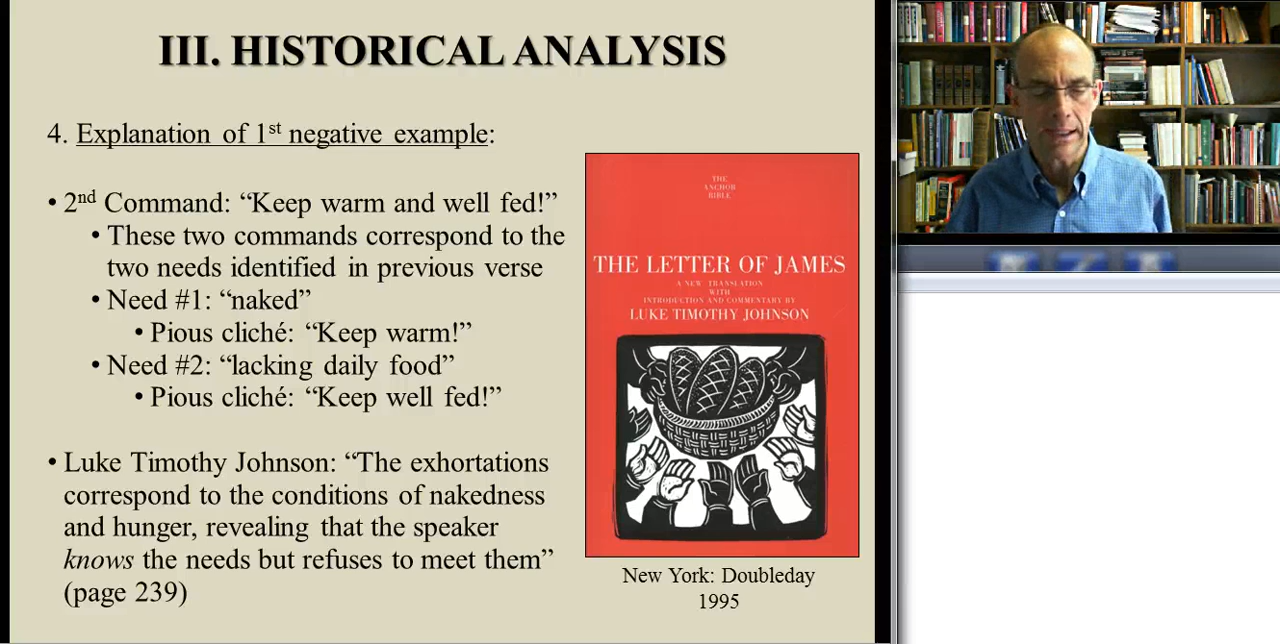 III. HISTORICAL ANALYSIS
4. Explanation of 1st negative example:
• 2nd Command: “Keep warm and well fed!”
• These two commands correspond to the
two needs identified in previous verse
• Need #1: “naked”
• Pious cliché: “Keep warm!”
• Need #2: “lacking daily food”
• Pious cliché: “Keep well fed!”
• Luke Timothy Johnson: “The exhortations
correspond to the conditions of nakedness
and hunger, revealing that the speaker
knows the needs but refuses to meet them”
(page 239)
THE
ANCHOR
BIBLE
THE LETTER OF JAMES
A NEW TRANSLATION
WITH
INTRODUCTION AND COMMENTARY BY
LUKE TIMOTHY JOHNSON
New York: Doubleday
1995